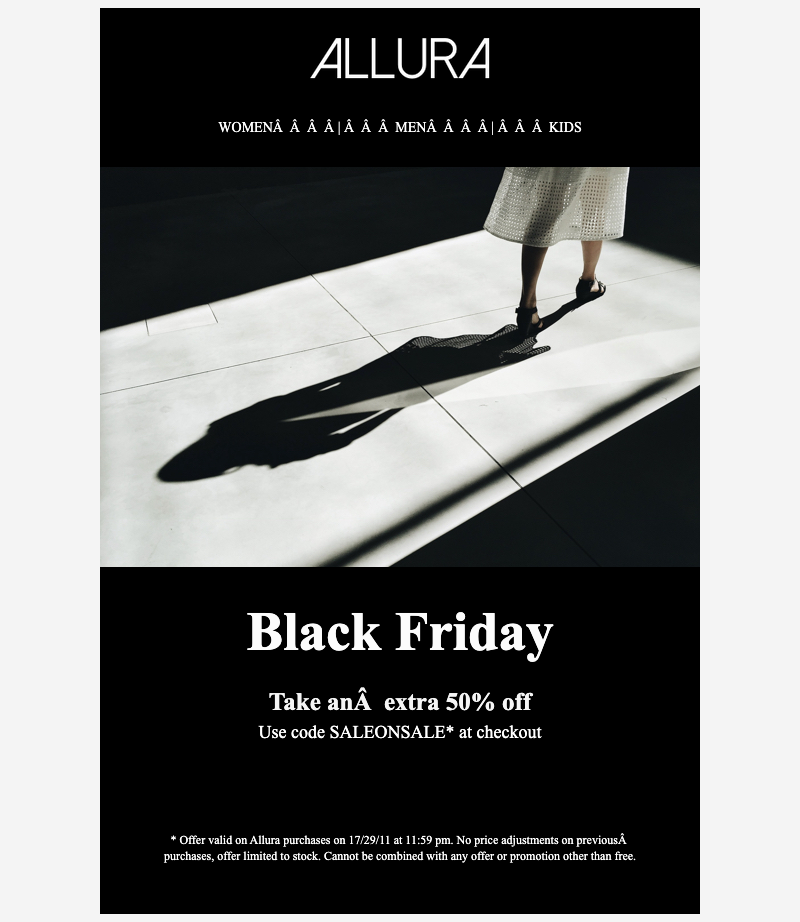 ALLURA
WOMENÂ Â Â Â | Â Â Â MENÂ Â Â Â | Â Â Â KIDS
Black Friday
Take anÂ extra 50% off
Use code SALEONSALE* at checkout
* Offer valid on Allura purchases on 17/29/11 at 11:59 pm. No price adjustments on previousÂ
purchases, offer limited to stock. Cannot be combined with any offer or promotion other than free.